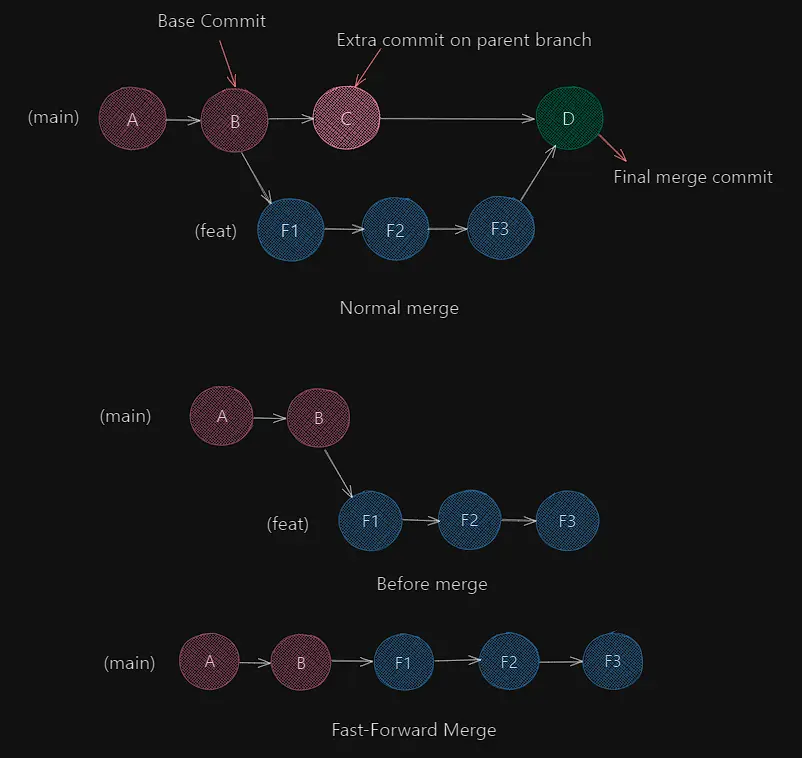 Base Commit
Extra commit on parent branch
(main)
A
B
C
D
Final merge commit
(feat)
F1
F2
F3
Normal merge
(main)
A
B
(feat)
F1
F2
F3
Before merge
(main)
A
B
F1
F2
F3
Fast-Forward Merge